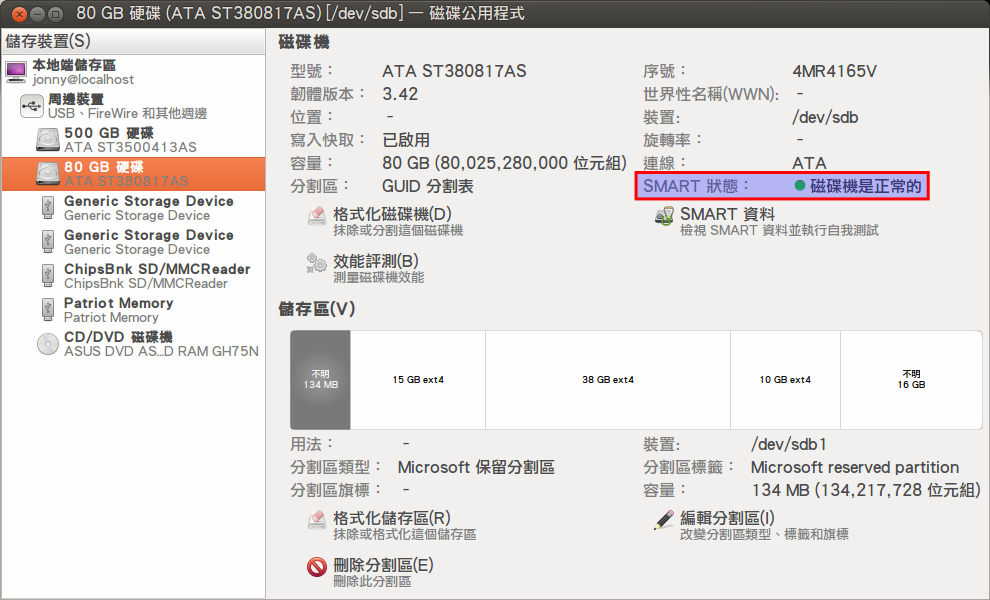 80 GB 硬碟 (ATA ST380817AS) [/dev/sdb] — 磁碟公用程式
儲存裝置(S)
本地端儲存區
jonny@localhost
周邊裝置
USB、FireWire 和其他週邊
500 GB 硬碟
ATA ST3500413AS
80 GB 硬碟
ATA ST380817AS
Generic Storage Device
Generic Storage Device
Generic Storage Device
Generic Storage Device
ChipsBnk SD/MMCReader
ChipsBnk SD/MMCReader
Patriot Memory
Patriot Memory
CD/DVD 磁碟機
ASUS DVD AS...D RAM GH75N
磁碟機
型號： ATA ST380817AS 序號： 4MR4165V
韌體版本： 3.42 世界性名稱(WWN): -
位置： - 裝置: /dev/sdb
寫入快取： 已啟用 旋轉率： -
容量： 80 GB (80,025,280,000 位元組) 連線： ATA
分割區： GUID 分割表 SMART 狀態： 磁碟機是正常的
格式化磁碟機(D) SMART 資料
抹除或分割這個磁碟機 檢視 SMART 資料並執行自我測試
效能評測(B)
測量磁碟機效能
儲存區(V)
不明 不明
134 MB 15 GB ext4 38 GB ext4 10 GB ext4 16 GB
用法： - 裝置: /dev/sdb1
分割區類型： Microsoft 保留分割區 分割區標籤： Microsoft reserved partition
分割區旗標： - 容量： 134 MB (134,217,728 位元組)
格式化儲存區(R) 編輯分割區(I)
抹除或格式化這個儲存區 改變分割區類型、標籤和旗標
刪除分割區(E)
刪除此分割區